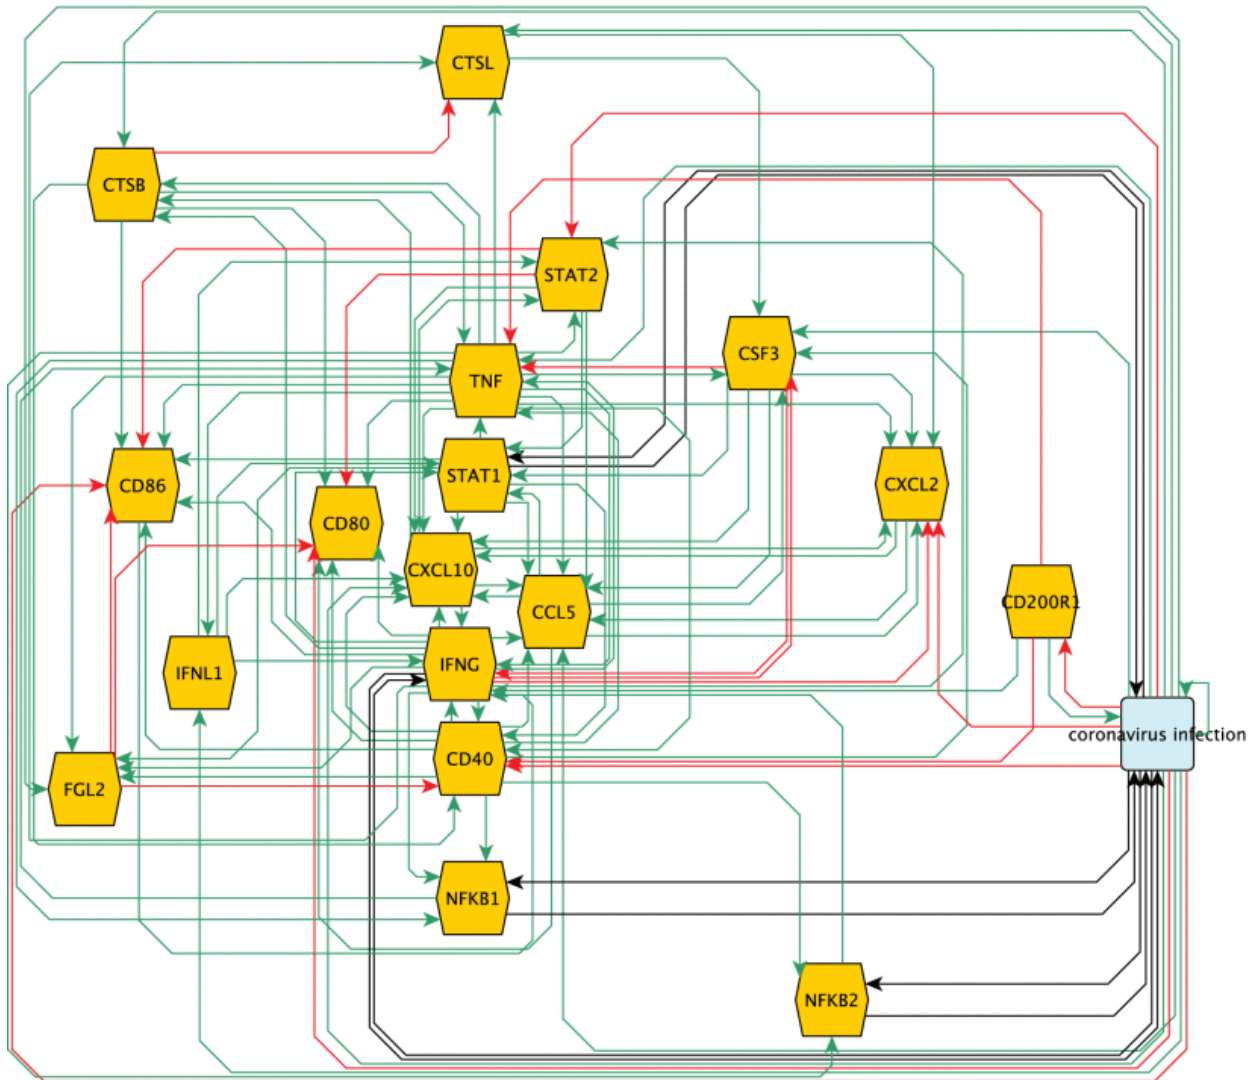 CTSL
CTSB
STAT2
CSF3
TNF
STAT1
CD86
CXCL2
CD80
CXCL10
CCL5
CD200R1
IFNG
IFNL1
coronavirus infection
CD40
FGL2
NFKB1
NFKB2